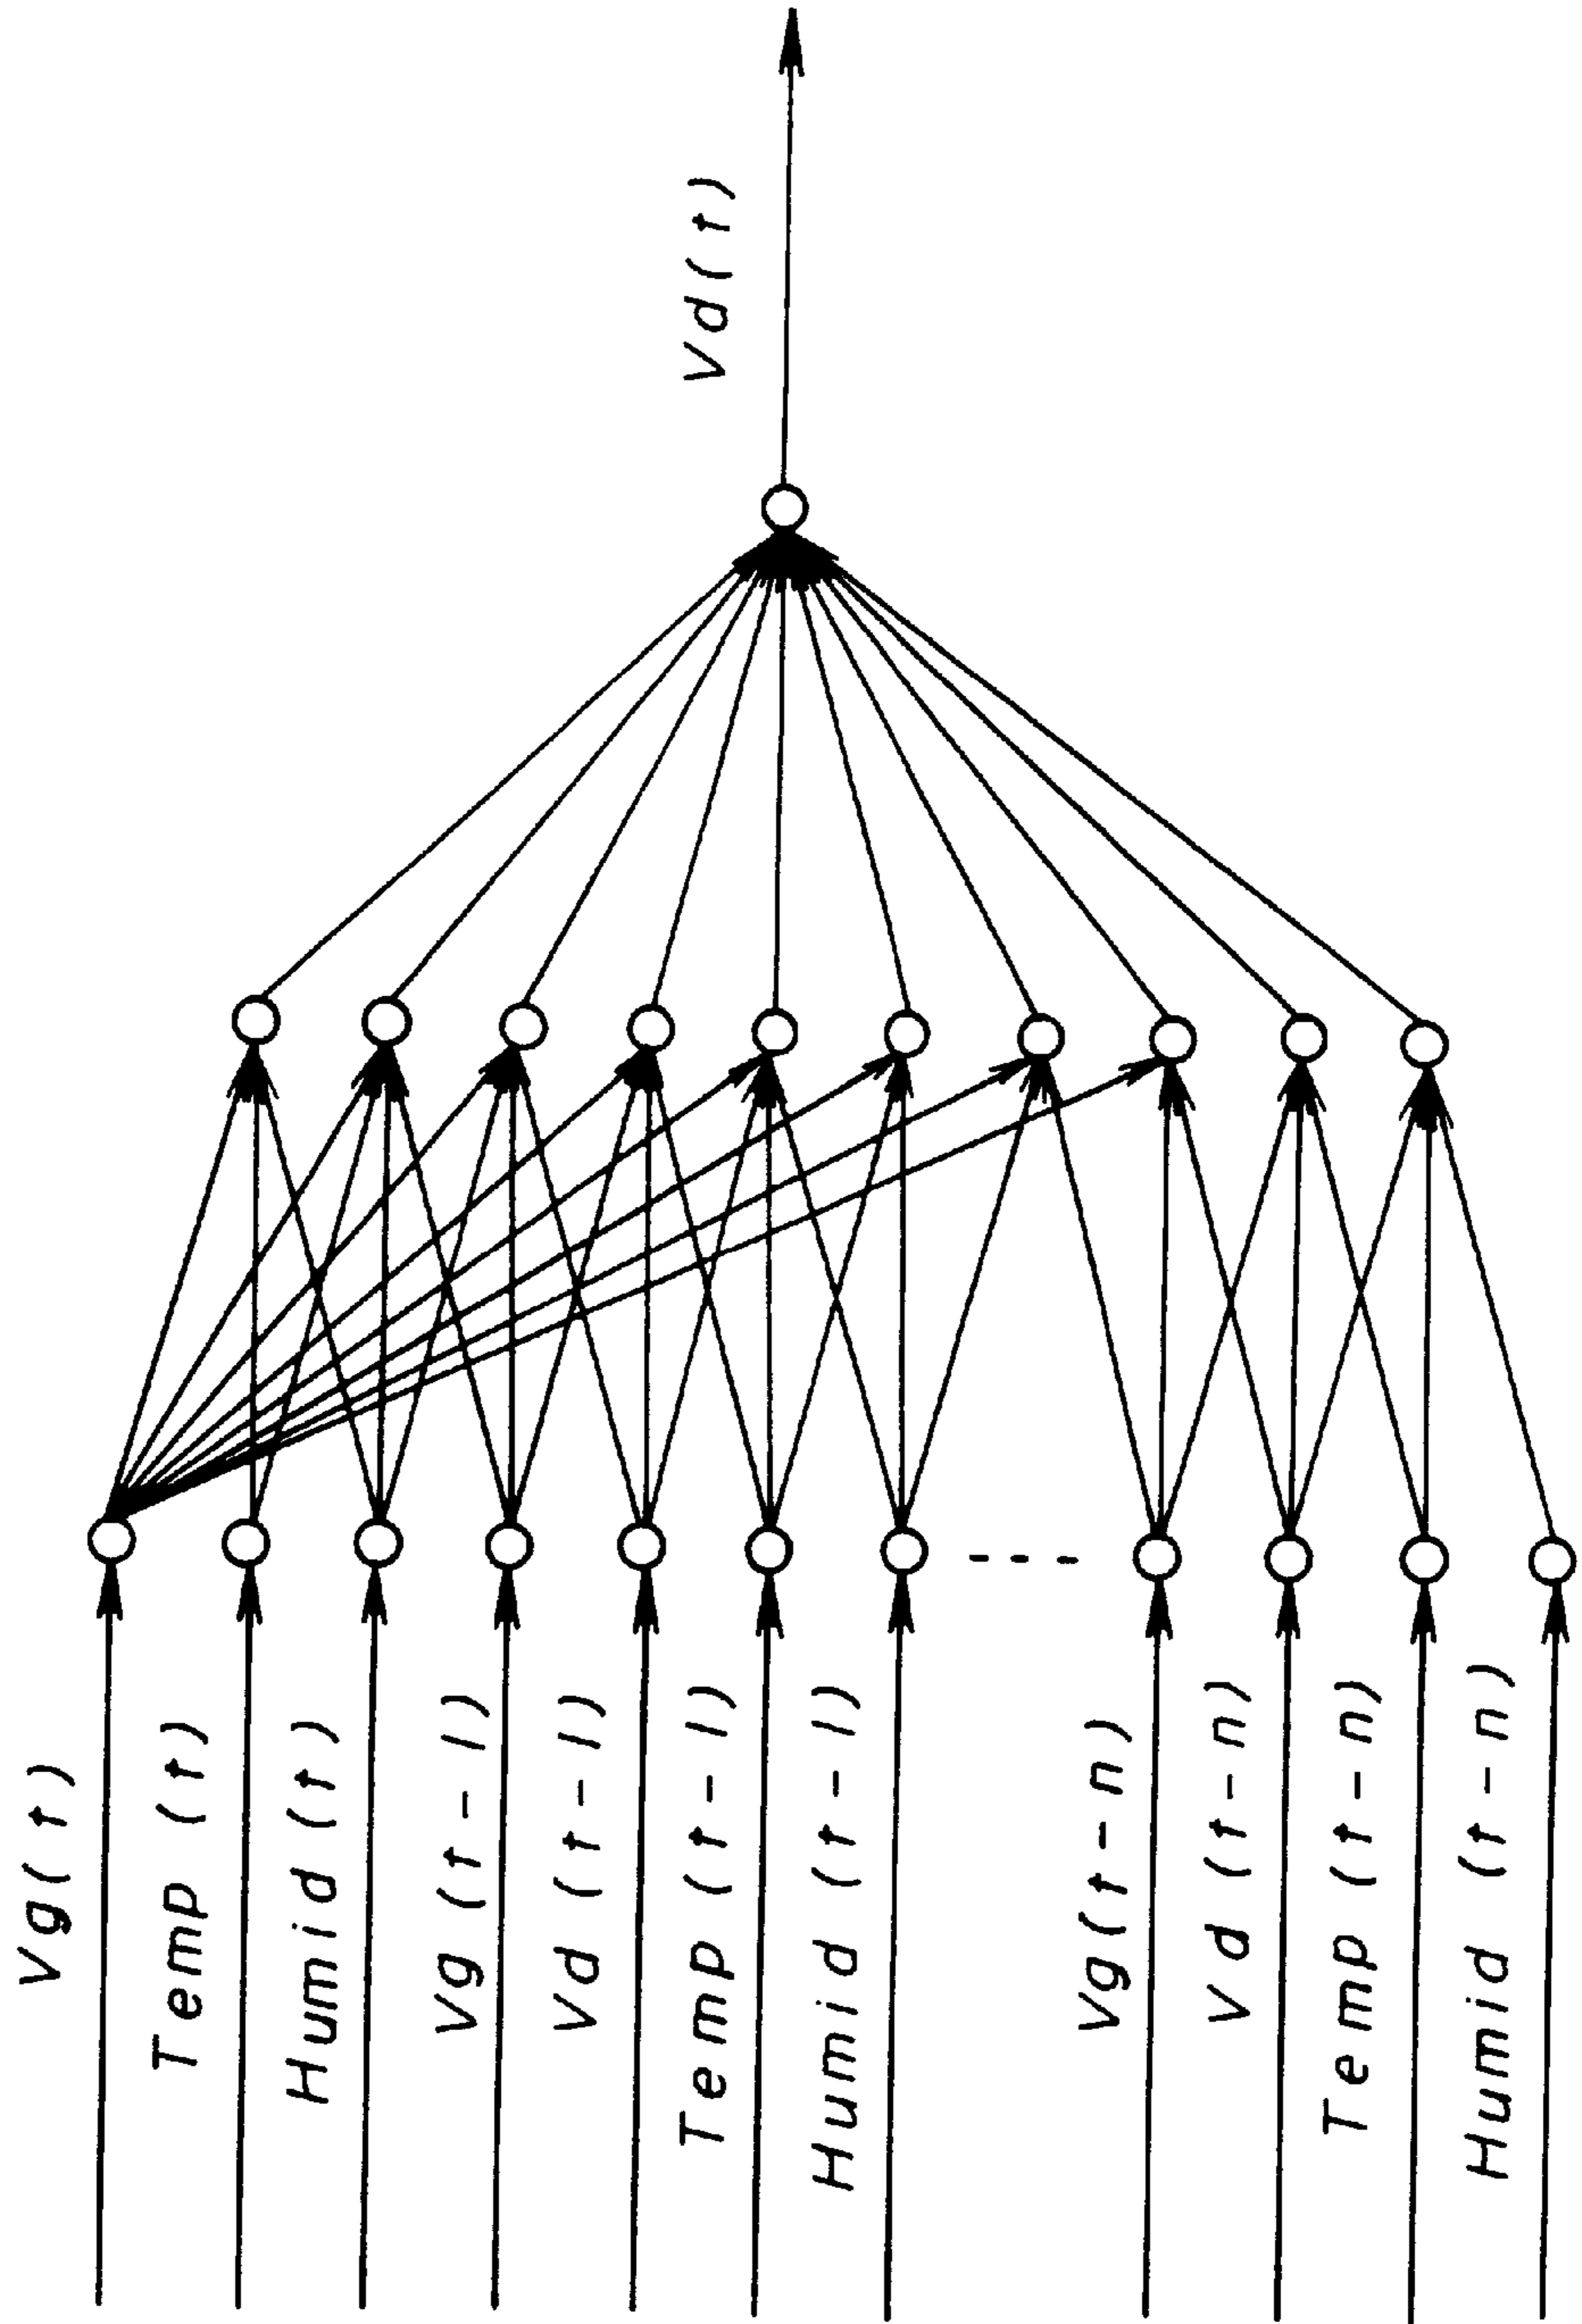 Vg(t)
Temp (t)
Humid (t)
Vg (t-1)
Vd (t-1)
Temp (t-1)
Humid (t-1)
Vg(t-n)
Vd (t-n)
Temp (t-n)
Humid (t-n)
Vd(t)